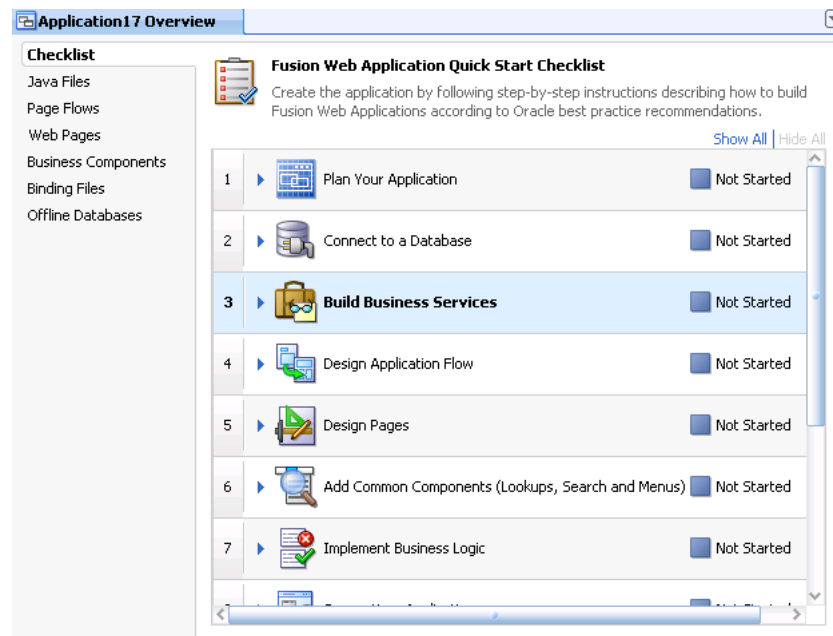 Application17 Overview
Checklist
Java Files
Page Flows
Web Pages
Business Components
Binding Files
Offline Databases
Fusion Web Application Quick Start Checklist
Create the application by following step-by-step instructions describing how to build
Fusion Web Applications according to Oracle best practice recommendations.
Show All | Hide All
1 Plan Your Application Not Started
2 Connect to a Database Not Started
3 Build Business Services Not Started
4 Design Application Flow Not Started
5 Design Pages Not Started
6 Add Common Components (Lookups, Search and Menus) Not Started
7 Implement Business Logic Not Started